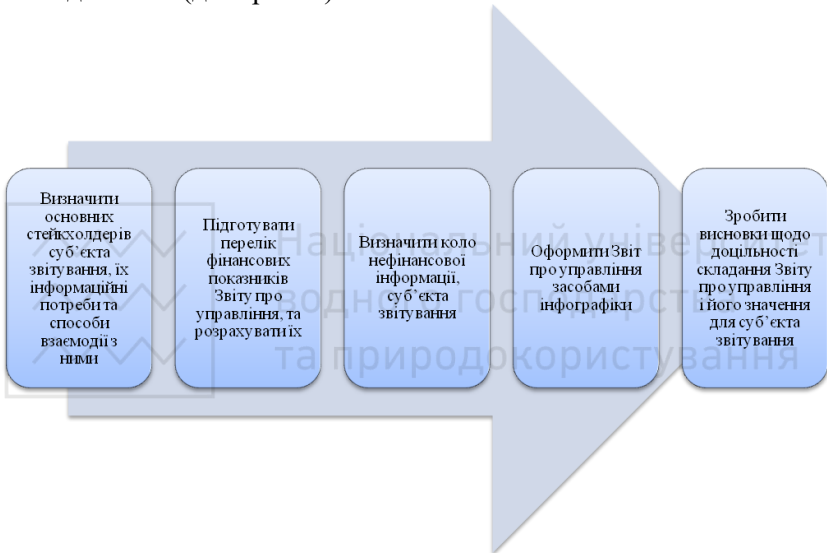 Визначити
основних
стейкхолдерів
суб’єкта
звітування, їх
інформаційні
потреби та
способи
взаємодії з
ними
Підготувати
перелік
фінансових
показників
Звіту про
управління, та
розрахувати їх
Визначити коло
нефінансової
інформації,
суб’єкта
звітування
Оформити Звіт
про управління
засобами
інфографіки
Зробити
висновки щодо
доцільності
складання Звіту
про управління
і його значення
для суб’єкта
звітування
Національний університет
водного господарства
та природокористування